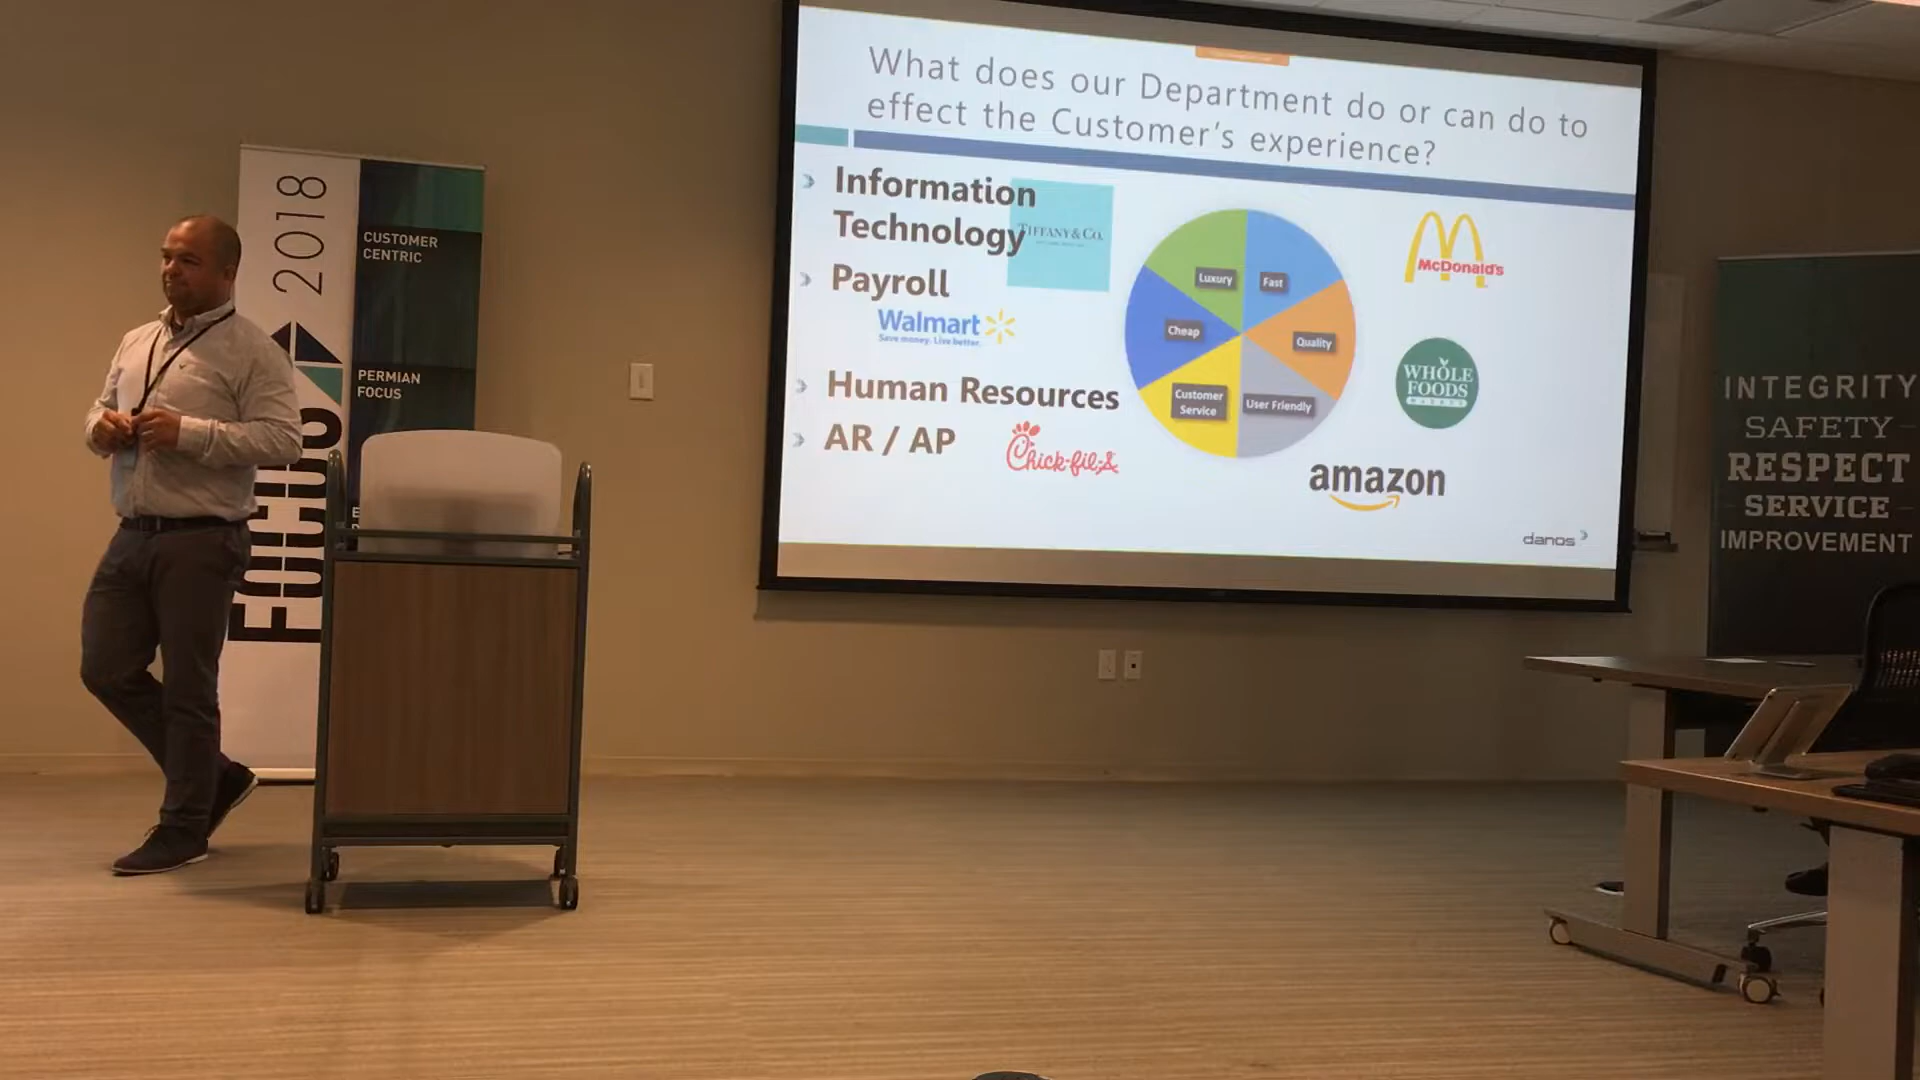 What does our Department do or can do to
effect the Customer's experience?
Information
Technology
TIFFANY & CO.
Payroll
Walmart
Save money. Live better.
Human Resources
AR / AP
Chick-fil-A
Luxury
Fast
Cheap
Quality
Customer
Service
User Friendly
McDonald's
WHOLE
FOODS
MARKET
amazon
danos
FOCUS 2018
CUSTOMER
CENTRIC
PERMIAN
FOCUS
INTEGRITY
SAFETY
RESPECT
SERVICE
IMPROVEMENT